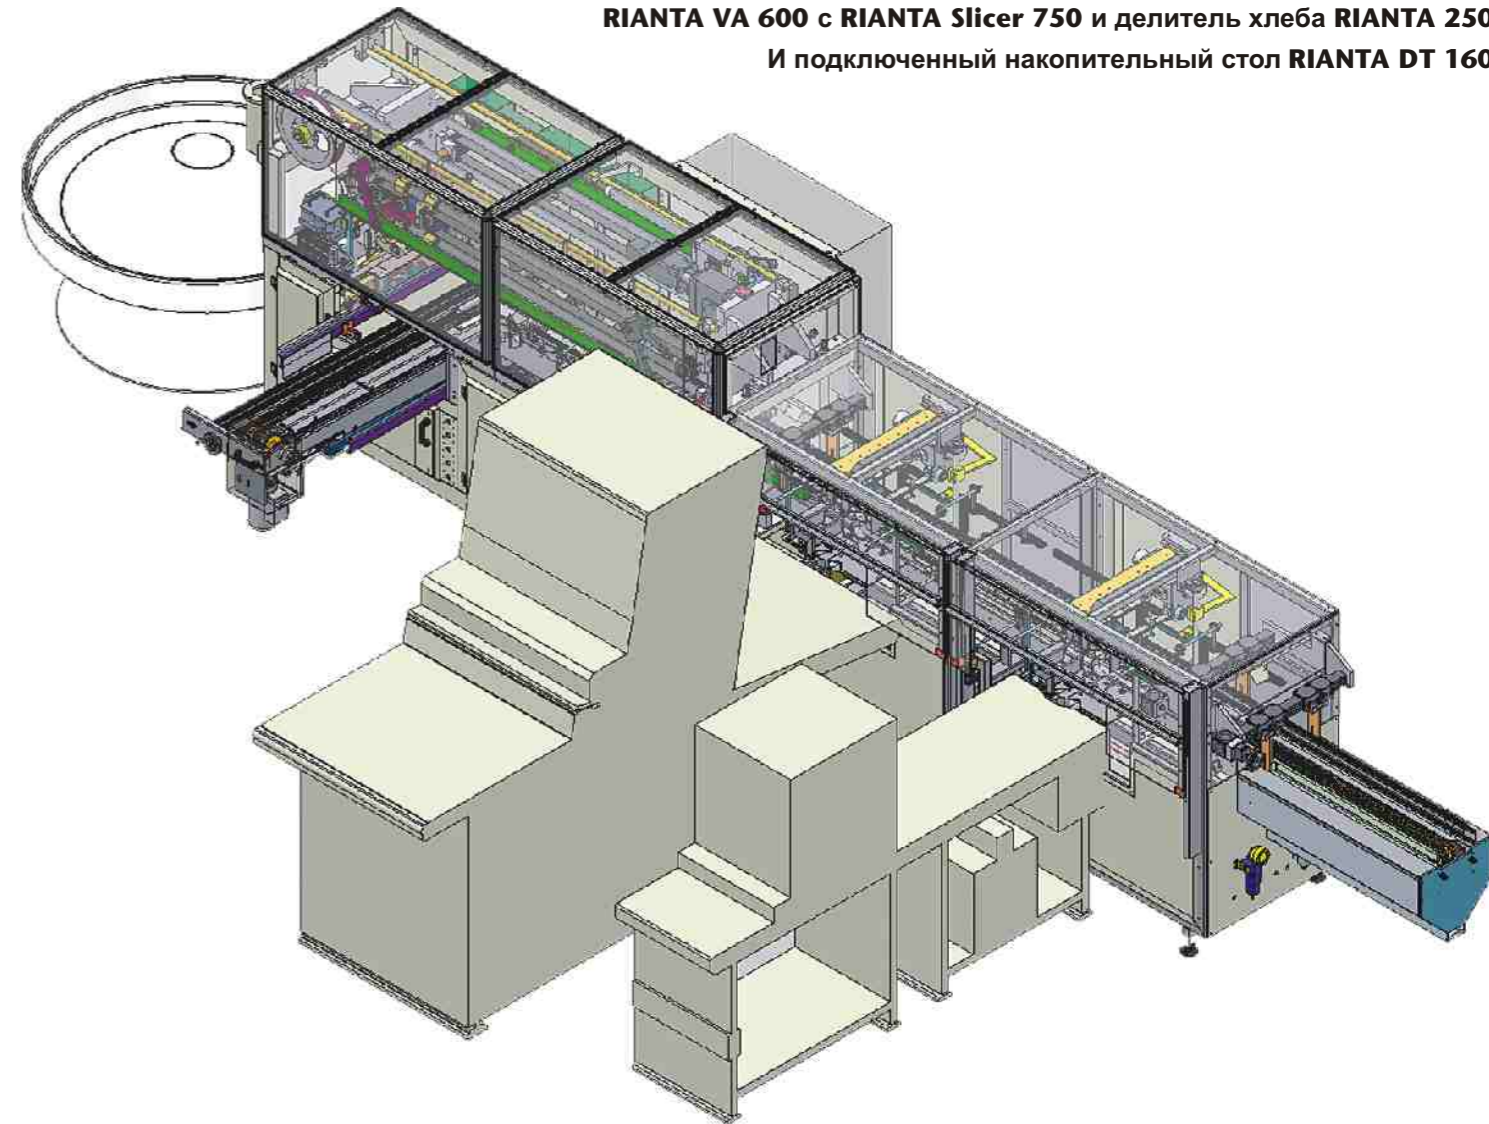 RIANTA VA 600 с RIANTA Slicer 750 и делитель хлеба RIANTA 250
И подключенный накопительный стол RIANTA DT 160